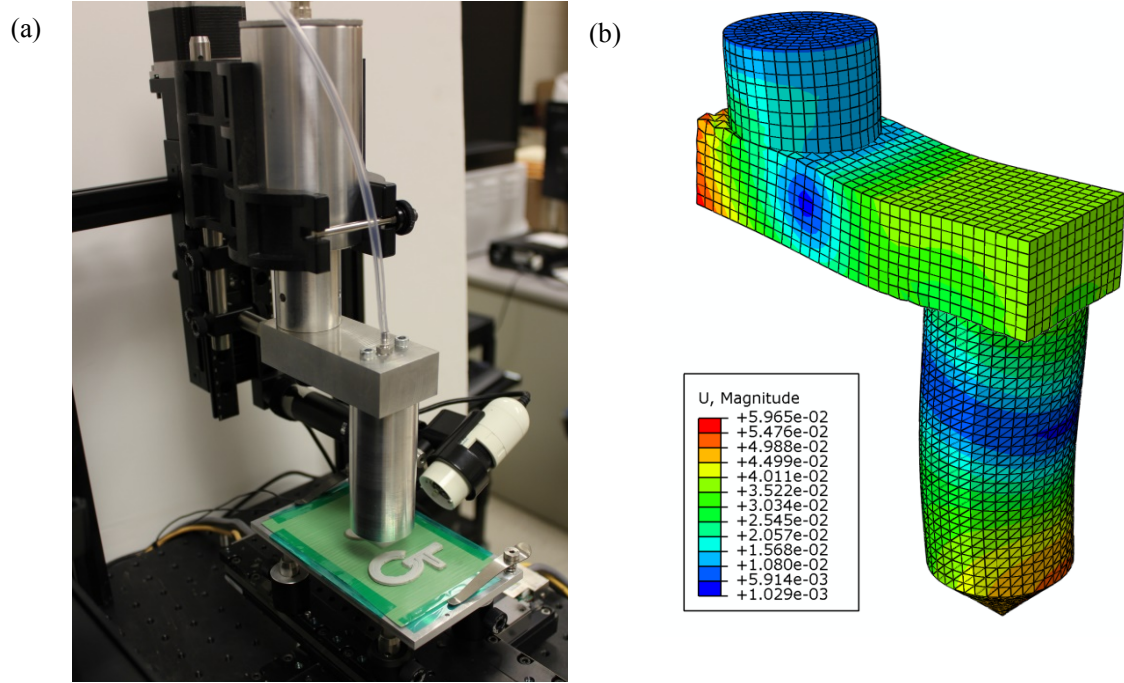 (a)
GT
(b)
U, Magnitude
+5.965e-02
+5.476e-02
+4.988e-02
+4.499e-02
+4.011e-02
+3.522e-02
+3.034e-02
+2.545e-02
+2.057e-02
+1.568e-02
+1.080e-02
+5.914e-03
+1.029e-03